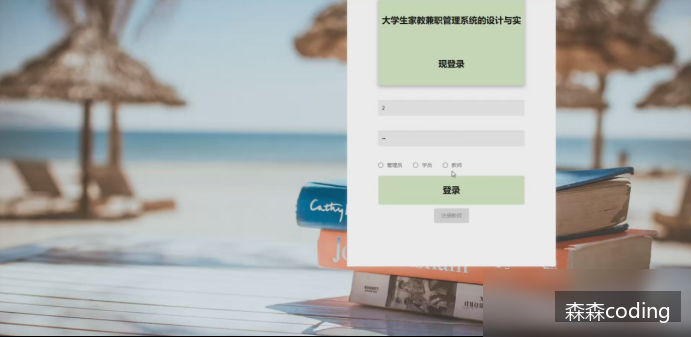 大学生家教兼职管理系统的设计与实
现登录
2
管理员 学员 教师
登录
注册教师
Cathy
森森coding